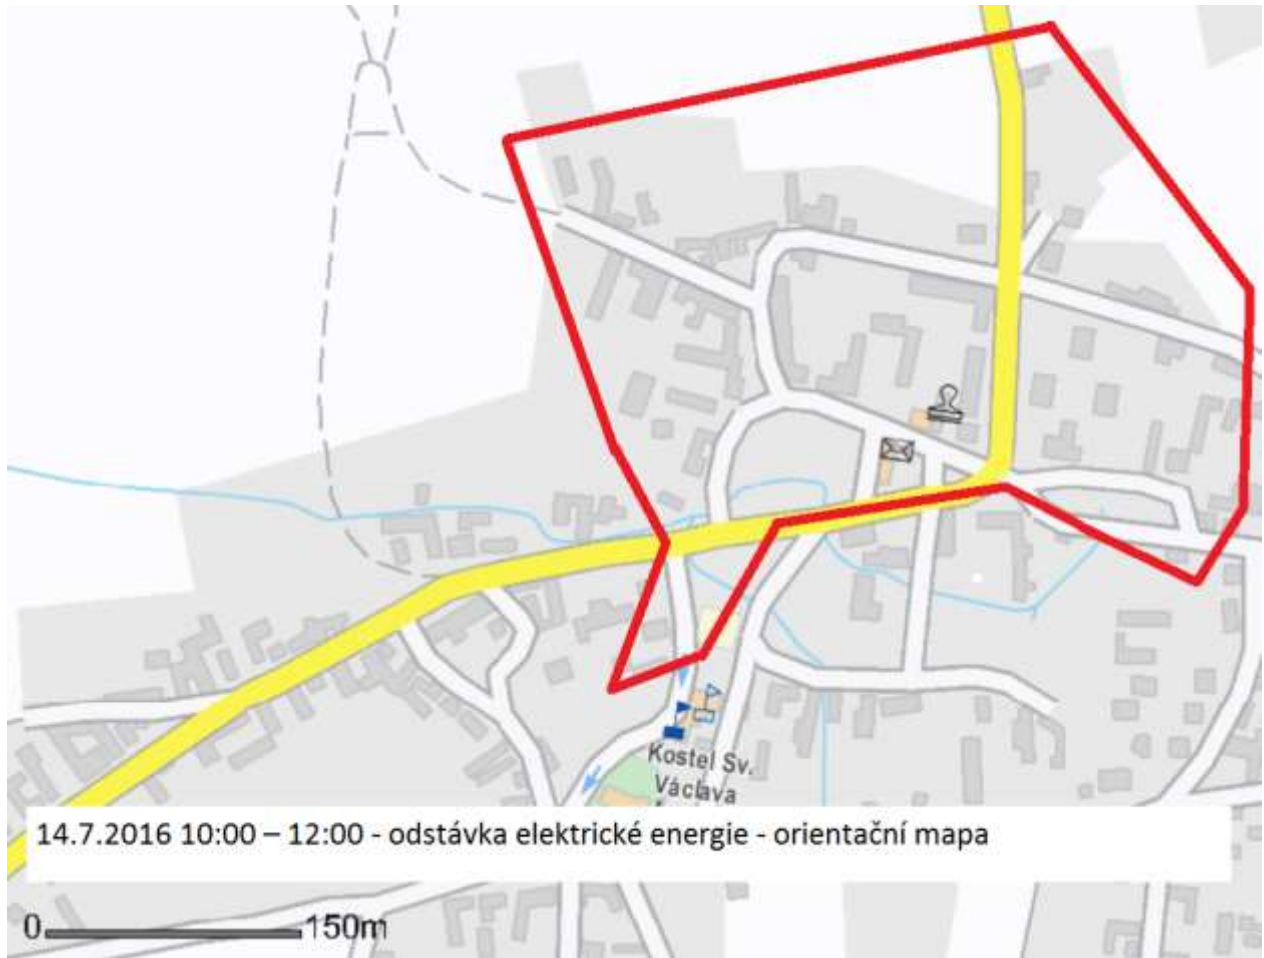 Kostel Sv.
Václava
14.7.2016 10:00 – 12:00 - odstávka elektrické energie - orientační mapa
0 150m